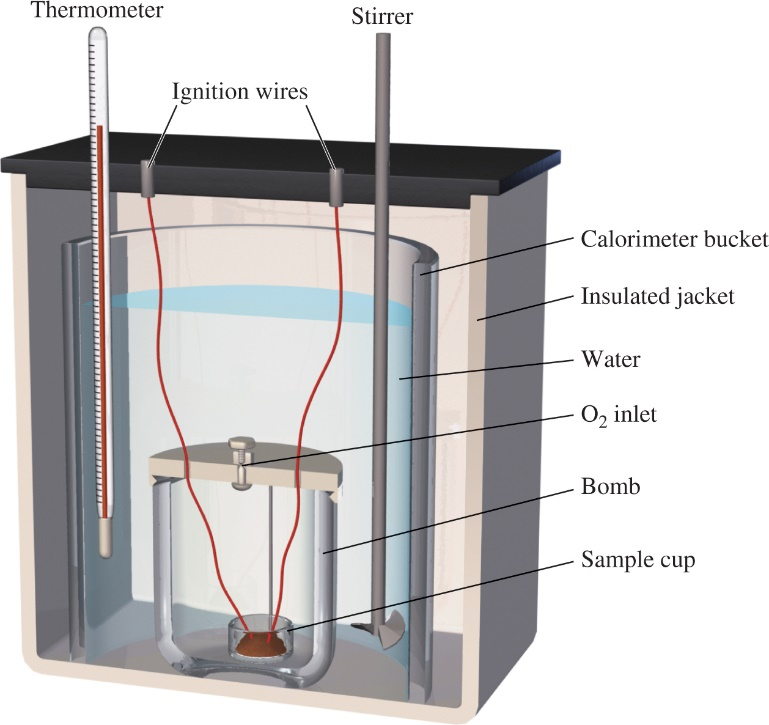 Thermometer
Stirrer
Ignition wires
Calorimeter bucket
Insulated jacket
Water
O₂ inlet
Bomb
Sample cup